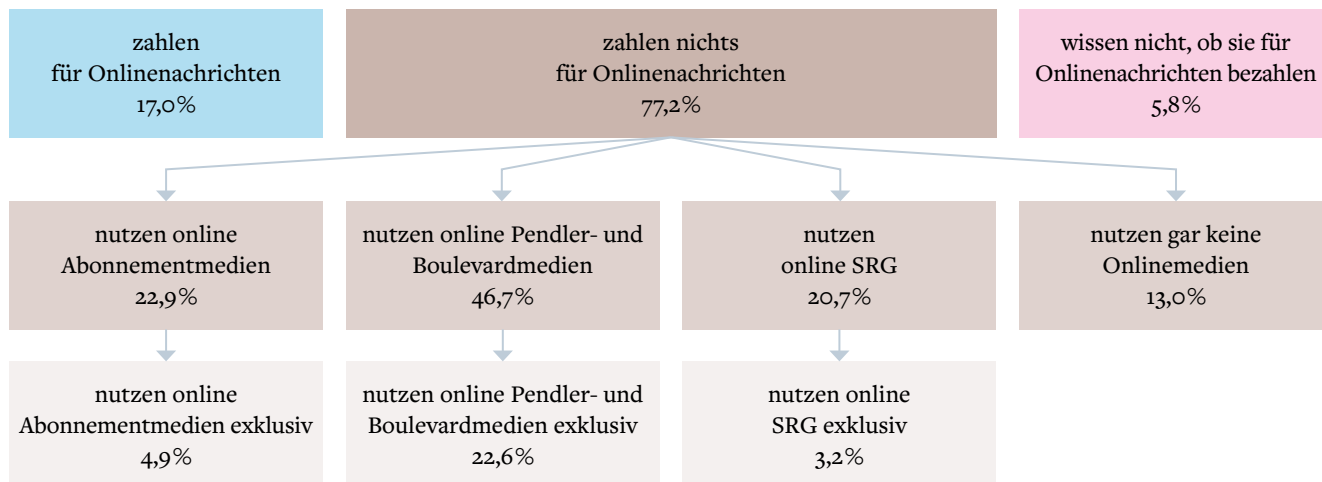 zahlen
für Onlinenachrichten
17,0%
zahlen nichts
für Onlinenachrichten
77,2%
wissen nicht, ob sie für
Onlinenachrichten bezahlen
5,8%
nutzen online
Abonnementmedien
22,9%
nutzen online Pendler- und
Boulevardmedien
46,7%
nutzen
online SRG
20,7%
nutzen gar keine
Onlinemedien
13,0%
nutzen online
Abonnementmedien exklusiv
4,9%
nutzen online Pendler- und
Boulevardmedien exklusiv
22,6%
nutzen online
SRG exklusiv
3,2%